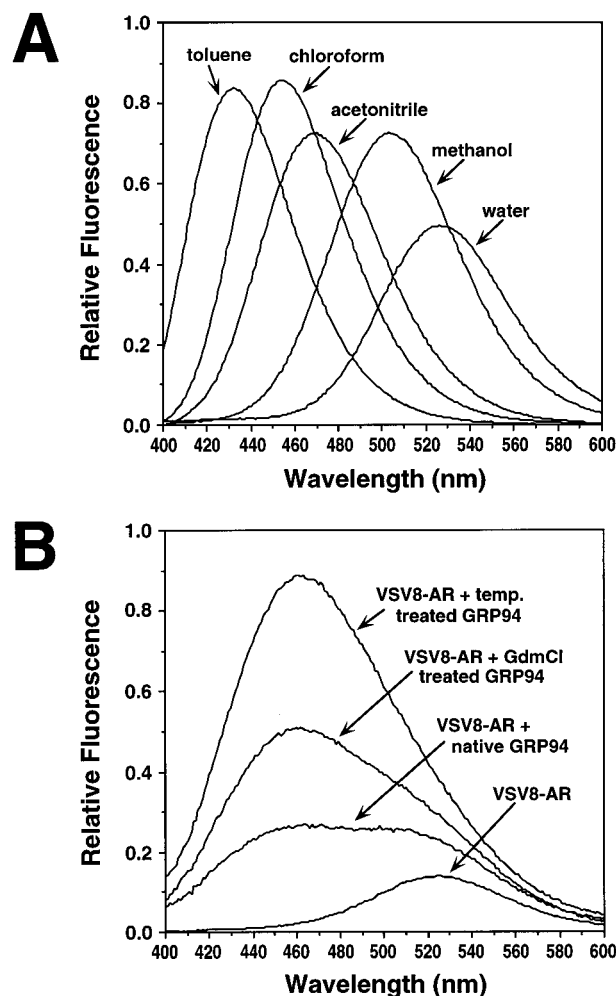 A
toluene
chloroform
acetonitrile
methanol
water
Relative Fluorescence
1.0
0.8
0.6
0.4
0.2
0.0
400 420 440 460 480 500 520 540 560 580 600
Wavelength (nm)
B
VSV8-AR + temp.
treated GRP94
VSV8-AR + GdmCl
treated GRP94
VSV8-AR +
native GRP94
VSV8-AR
Relative Fluorescence
1.0
0.8
0.6
0.4
0.2
0.0
400 420 440 460 480 500 520 540 560 580 600
Wavelength (nm)